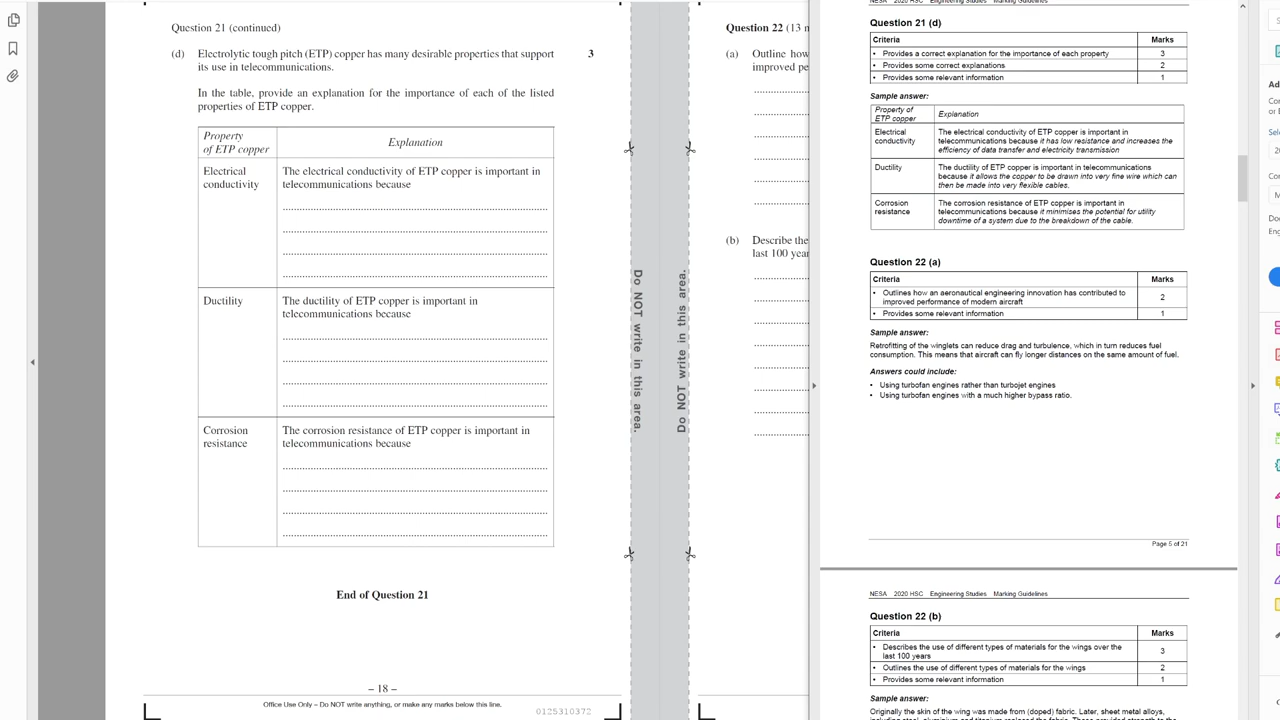 Question 21 (continued)
(d) Electrolytic tough pitch (ETP) copper has many desirable properties that support 3
its use in telecommunications.
In the table, provide an explanation for the importance of each of the listed
properties of ETP copper.
Property
of ETP copper
Explanation
Electrical
conductivity
The electrical conductivity of ETP copper is important in
telecommunications because
Ductility
The ductility of ETP copper is important in
telecommunications because
Corrosion
resistance
The corrosion resistance of ETP copper is important in
telecommunications because
End of Question 21
– 18 –
Office Use Only – Do NOT write anything, or make any marks below this line.
0125310372
Do NOT write in this area.
Do NOT write in this area.
Question 22 (13 
(a) Outline how
improved pe
(b) Describe the
last 100 year
NESA 2020 HSC Engineering Studies Marking Guidelines
Question 21 (d)
Criteria Marks
• Provides a correct explanation for the importance of each property 3
• Provides some correct explanations 2
• Provides some relevant information 1
Sample answer:
Property of
ETP copper
Explanation
Electrical
conductivity
The electrical conductivity of ETP copper is important in
telecommunications because it has low resistance and increases the
efficiency of data transfer and electricity transmission
Ductility
The ductility of ETP copper is important in telecommunications
because it allows the copper to be drawn into very fine wire which can
then be made into very flexible cables.
Corrosion
resistance
The corrosion resistance of ETP copper is important in
telecommunications because it minimises the potential for utility
downtime of a system due to the breakdown of the cable.
Question 22 (a)
Criteria Marks
• Outlines how an aeronautical engineering innovation has contributed to
improved performance of modern aircraft 2
• Provides some relevant information 1
Sample answer:
Retrofitting of the winglets can reduce drag and turbulence, which in turn reduces fuel
consumption. This means that aircraft can fly longer distances on the same amount of fuel.
Answers could include:
• Using turbofan engines rather than turbojet engines
• Using turbofan engines with a much higher bypass ratio.
Page 5 of 21
NESA 2020 HSC Engineering Studies Marking Guidelines
Question 22 (b)
Criteria Marks
• Describes the use of different types of materials for the wings over the
last 100 years 3
• Outlines the use of different types of materials for the wings 2
• Provides some relevant information 1
Sample answer:
Originally the skin of the wing was made from (doped) fabric. Later, sheet metal alloys,